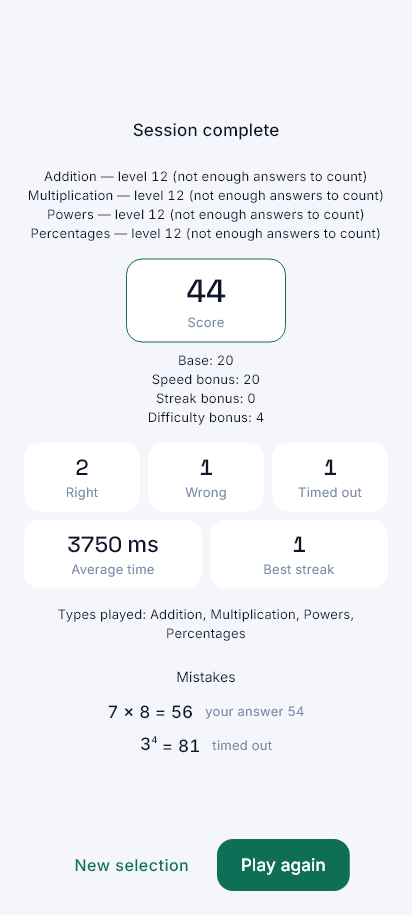 Session complete
Addition — level 12 (not enough answers to count)
Multiplication — level 12 (not enough answers to count)
Powers — level 12 (not enough answers to count)
Percentages — level 12 (not enough answers to count)
44
Score
Base: 20
Speed bonus: 20
Streak bonus: 0
Difficulty bonus: 4
2 1 1
Right Wrong Timed out
3750 ms 1
Average time Best streak
Types played: Addition, Multiplication, Powers,
Percentages
Mistakes
7 × 8 = 56 your answer 54
3⁴ = 81 timed out
New selection Play again